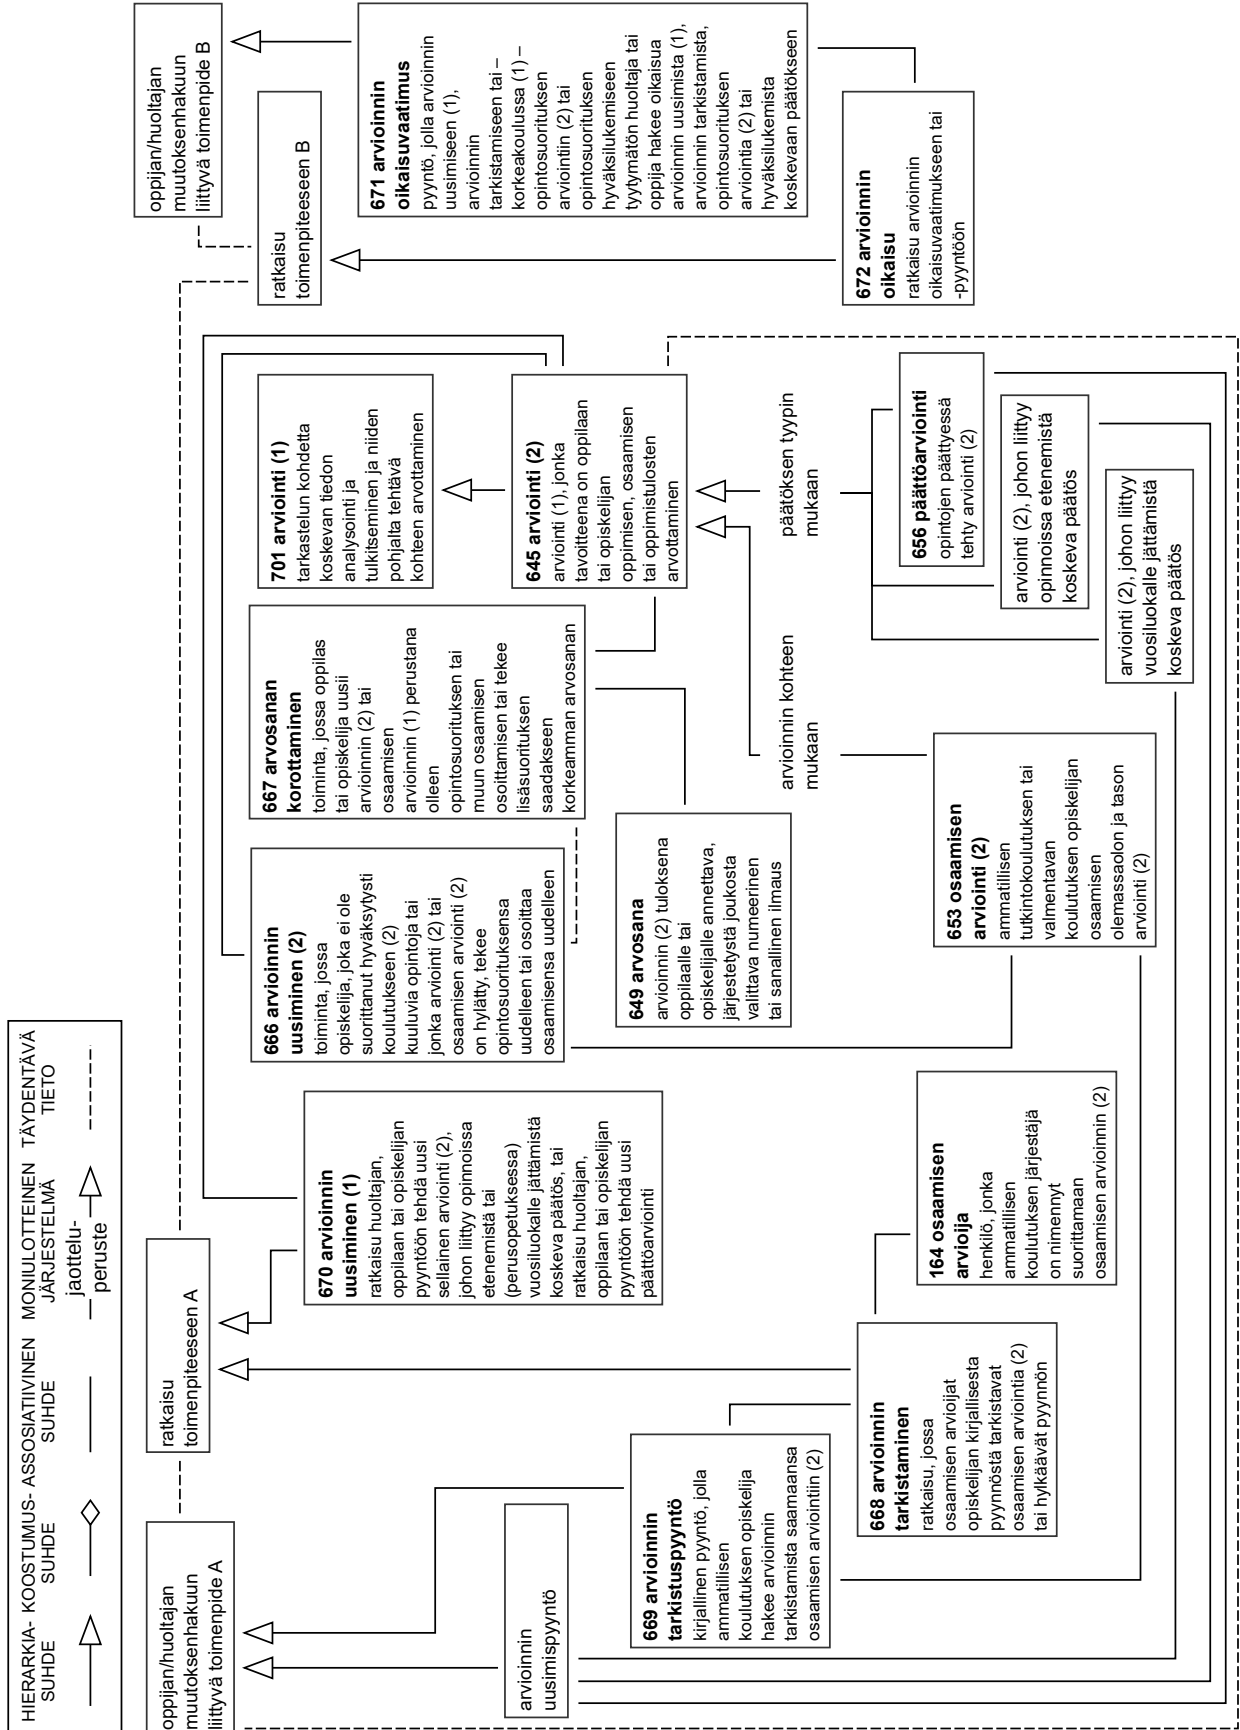 HIERARKIA-
SUHDE
KOOSTUMUS-
SUHDE
ASSOSIATIIVINEN
SUHDE
MONIULOTTEINEN
JÄRJESTELMÄ
jaottelu-
peruste
TÄYDENTÄVÄ
TIETO
oppijan/huoltajan
muutoksenhakuun
liittyvä toimenpide A
ratkaisu
toimenpiteeseen A
oppijan/huoltajan
muutoksenhakuun
liittyvä toimenpide B
ratkaisu
toimenpiteeseen B
670 arvioinnin
uusiminen (1)
ratkaisu huoltajan,
oppilaan tai opiskelijan
pyyntöön tehdä uusi
sellainen arviointi (2),
johon liittyy opinnoissa
etenemistä tai
(perusopetuksessa)
vuosiluokalle jättämistä
koskeva päätös, tai
ratkaisu huoltajan,
oppilaan tai opiskelijan
pyyntöön tehdä uusi
päättöarviointi
666 arvioinnin
uusiminen (2)
toiminta, jossa
opiskelija, joka ei ole
suorittanut hyväksytysti
koulutukseen (2)
kuuluvia opintoja tai
jonka arviointi (2) tai
osaamisen arviointi (2)
on hylätty, tekee
opintosuorituksensa
uudelleen tai osoittaa
osaamisensa uudelleen
667 arvosanan
korottaminen
toiminta, jossa oppilas
tai opiskelija uusii
arvioinnin (2) tai
osaamisen
arvioinnin (1) perustana
olleen
opintosuorituksen tai
muun osaamisen
osoittamisen tai tekee
lisäsuorituksen
saadakseen
korkeamman arvosanan
701 arviointi (1)
tarkastelun kohdetta
koskevan tiedon
analysointi ja
tulkitseminen ja niiden
pohjalta tehtävä
kohteen arvottaminen
645 arviointi (2)
arviointi (1), jonka
tavoitteena on oppilaan
tai opiskelijan
oppimisen, osaamisen
tai oppimistulosten
arvottaminen
671 arvioinnin
oikaisuvaatimus
pyyntö, jolla arvioinnin
uusimiseen (1),
arvioinnin
tarkistamiseen tai –
korkeakoulussa (1) –
opintosuorituksen
arviointiin (2) tai
opintosuorituksen
hyväksilukemiseen
tyytymätön huoltaja tai
oppija hakee oikaisua
arvioinnin uusimista (1),
arvioinnin tarkistamista,
opintosuorituksen
arviointia (2) tai
hyväksilukemista
koskevaan päätökseen
672 arvioinnin
oikaisu
ratkaisu arvioinnin
oikaisuvaatimukseen tai
-pyyntöön
arvioinnin
uusimispyyntö
669 arvioinnin
tarkistuspyyntö
kirjallinen pyyntö, jolla
ammatillisen
koulutuksen opiskelija
hakee arvioinnin
tarkistamista saamaansa
osaamisen arviointiin (2)
649 arvosana
arvioinnin (2) tuloksena
oppilaalle tai
opiskelijalle annettava,
järjestetystä joukosta
valittava numeerinen
tai sanallinen ilmaus
arvioinnin kohteen
mukaan
päätöksen tyypin
mukaan
668 arvioinnin
tarkistaminen
ratkaisu, jossa
osaamisen arvioijat
opiskelijan kirjallisesta
pyynnöstä tarkistavat
osaamisen arviointia (2)
tai hylkäävät pyynnön
164 osaamisen
arvioija
henkilö, jonka
ammatillisen
koulutuksen järjestäjä
on nimennyt
suorittamaan
osaamisen arvioinnin (2)
653 osaamisen
arviointi (2)
ammatillisen
tutkintokoulutuksen tai
valmentavan
koulutuksen opiskelijan
osaamisen
olemassaolon ja tason
arviointi (2)
656 päättöarviointi
opintojen päättyessä
tehty arviointi (2)
arviointi (2), johon liittyy
opinnoissa etenemistä
koskeva päätös
arviointi (2), johon liittyy
vuosiluokalle jättämistä
koskeva päätös